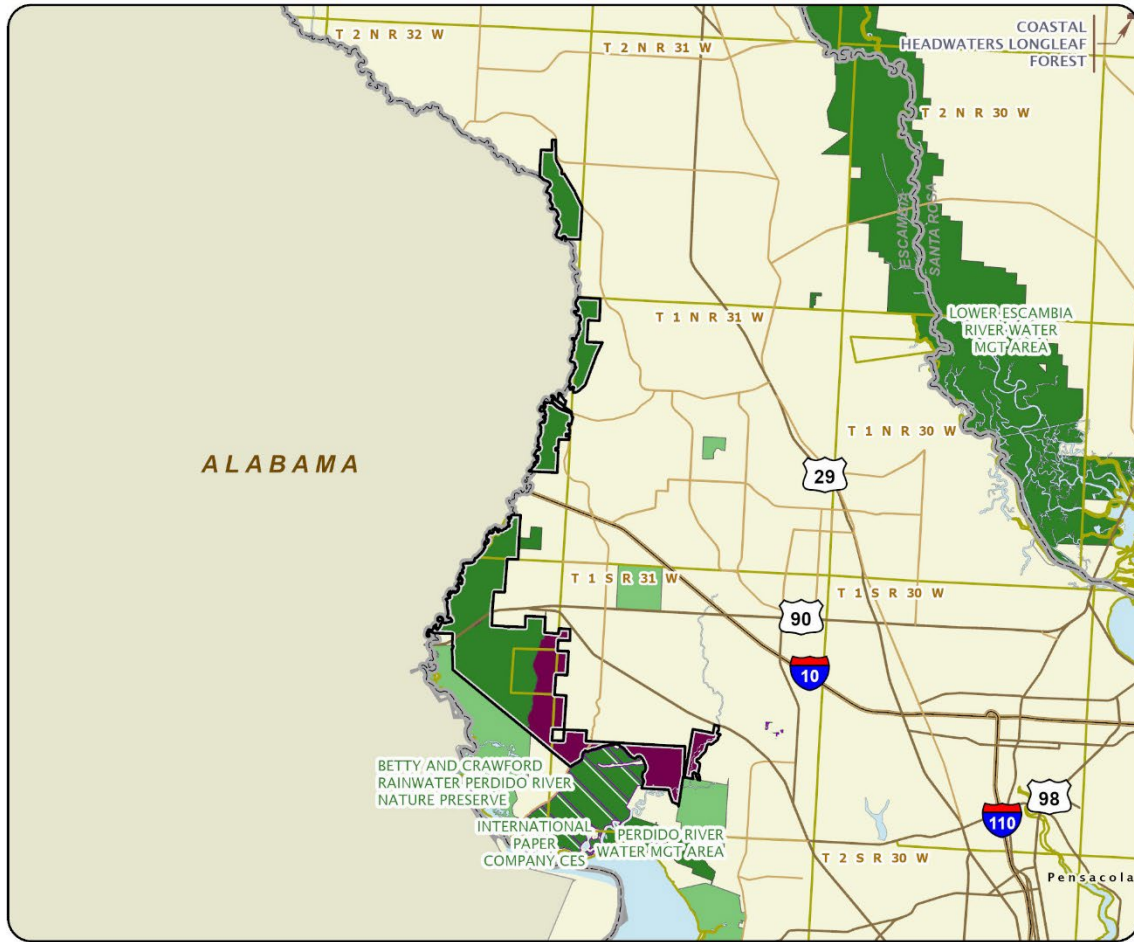 COASTAL
HEADWATERS LONGLEAF
FOREST
T 2 N R 32 W
T 2 N R 31 W
T 2 N R 30 W
ESCAMBIA
SANTA ROSA
LOWER ESCAMBIA
RIVER WATER
MGT AREA
T 1 N R 31 W
T 1 N R 30 W
ALABAMA
29
T 1 S R 31 W
T 1 S R 30 W
90
10
BETTY AND CRAWFORD
RAINWATER PERDIDO RIVER
NATURE PRESERVE
INTERNATIONAL
PAPER
COMPANY CES
PERDIDO RIVER
WATER MGT AREA
98
110
T 2 S R 30 W
Pensacola